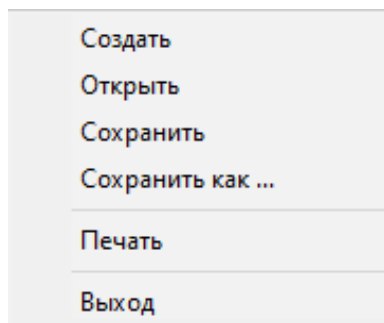 Создать
Открыть
Сохранить
Сохранить как ...
Печать
Выход